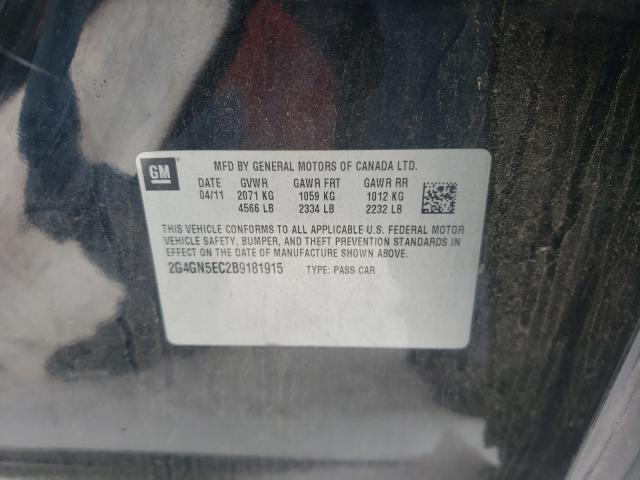 GM
MFD BY GENERAL MOTORS OF CANADA LTD.
DATE GVWR GAWR FRT GAWR RR
04/11 2071 KG 1059 KG 1012 KG
4566 LB 2334 LB 2232 LB
THIS VEHICLE CONFORMS TO ALL APPLICABLE U.S. FEDERAL MOTOR
VEHICLE SAFETY, BUMPER, AND THEFT PREVENTION STANDARDS
IN EFFECT ON THE DATE OF MANUFACTURE SHOWN ABOVE.
2G4GN5EC2B9181915 TYPE: PASS CAR